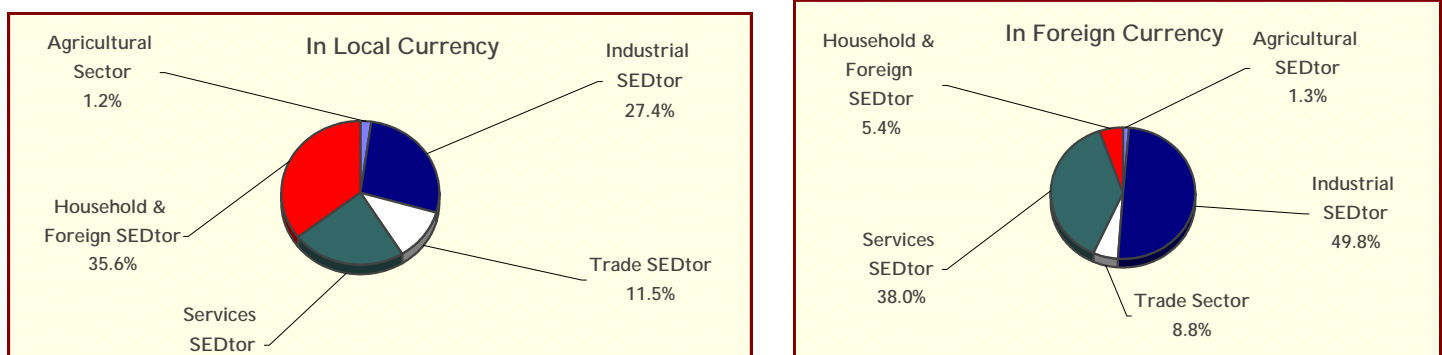 In Local Currency
Agricultural
Sector
1.2%
Industrial
SEDtor
27.4%
Household &
Foreign SEDtor
35.6%
Trade SEDtor
11.5%
Services
SEDtor
In Foreign Currency
Household &
Foreign
SEDtor
5.4%
Agricultural
SEDtor
1.3%
Industrial
SEDtor
49.8%
Services
SEDtor
38.0%
Trade Sector
8.8%